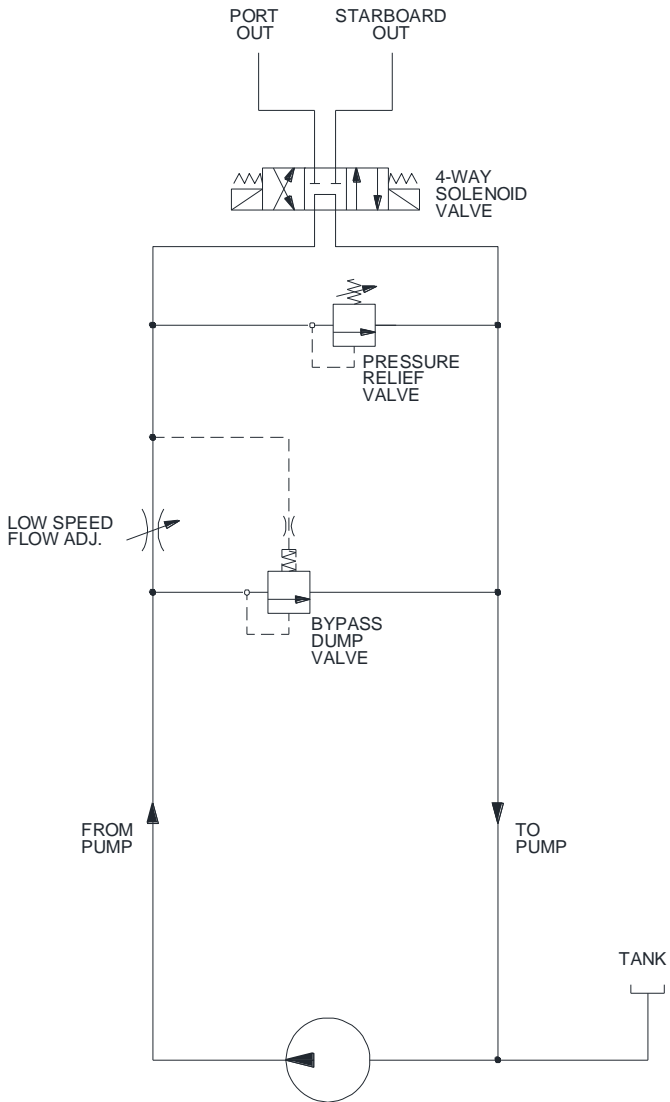 PORT
OUT
STARBOARD
OUT
4-WAY
SOLENOID
VALVE
PRESSURE
RELIEF
VALVE
LOW SPEED
FLOW ADJ.
BYPASS
DUMP
VALVE
FROM
PUMP
TO
PUMP
TANK